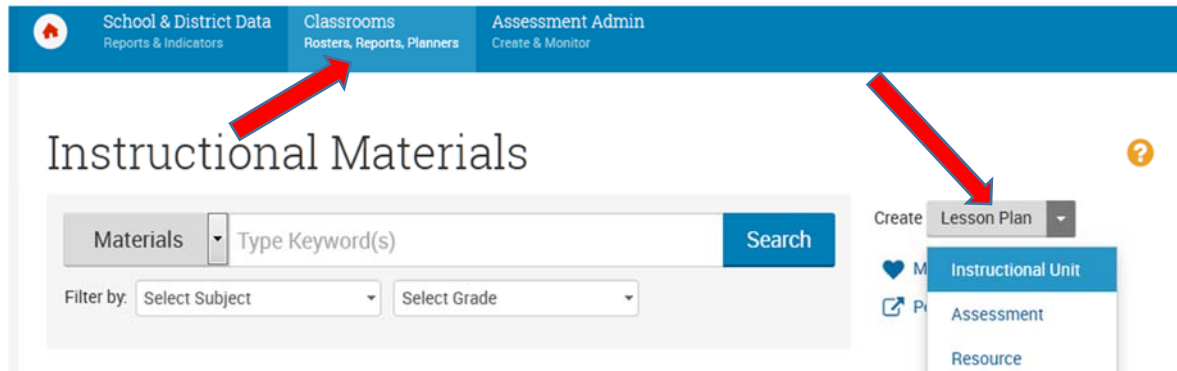 School & District Data
Reports & Indicators
Classrooms
Rosters, Reports, Planners
Assessment Admin
Create & Monitor
Instructional Materials
?
Materials
Type Keyword(s)
Search
Create
Lesson Plan
Filter by:
Select Subject
Select Grade
M
Instructional Unit
Assessment
Resource